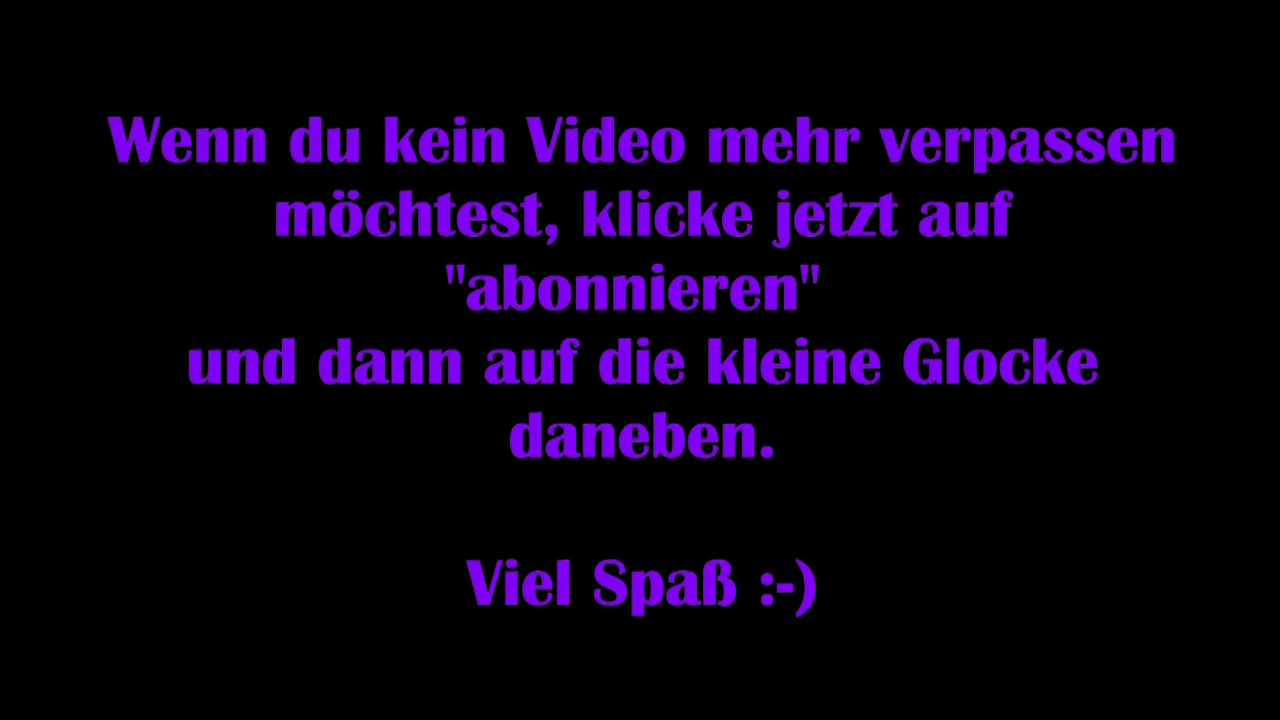 Wenn du kein Video mehr verpassen
möchtest, klicke jetzt auf
"abonnieren"
und dann auf die kleine Glocke
daneben.
Viel Spaß :-)